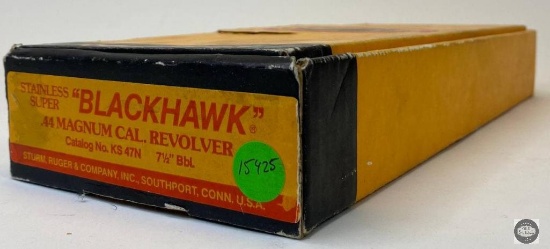 STAINLESS
SUPER "BLACKHAWK"®
.44 MAGNUM CAL. REVOLVER
Catalog No. KS 47N 7½" Bbl.
STURM, RUGER & COMPANY, INC., SOUTHPORT, CONN. U.S.A.
15425